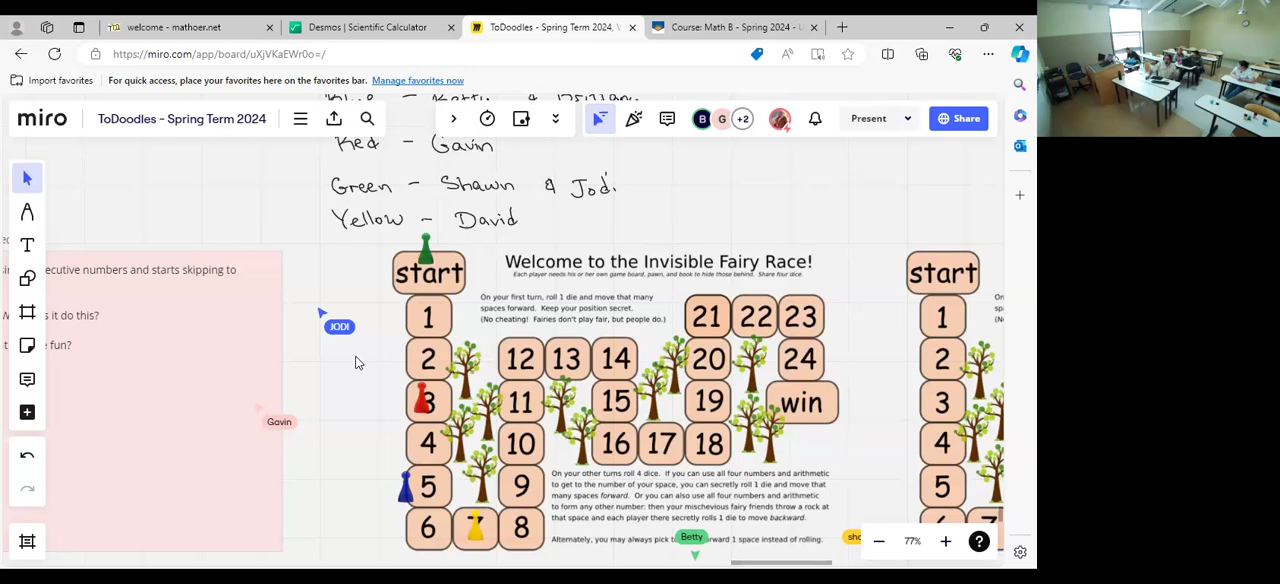 welcome - mathoer.net
Desmos | Scientific Calculator
ToDoodles - Spring Term 2024, V
Course: Math B - Spring 2024 - L
https://miro.com/app/board/uXjVKaEWr0o=/
Import favorites
For quick access, place your favorites here on the favorites bar. Manage favorites now
miro
ToDoodles - Spring Term 2024
B G +2
Present
Share
Red - Gavin
Green - Shawn & Jodi
Yellow - David
ecutive numbers and starts skipping to
s it do this?
e fun?
JODI
Gavin
start
Welcome to the Invisible Fairy Race!
Each player needs his or her own game board, pawn, and book to hide those behind. Share four dice.
On your first turn, roll 1 die and move that many
spaces forward. Keep your position secret.
(No cheating! Fairies don't play fair, but people do.)
1
2
3
4
5
6
7
8
9
10
11
12
13
14
15
16
17
18
19
20
21
22
23
24
win
On your other turns roll 4 dice. If you can use all four numbers and arithmetic
to get to the number of your space, you can secretly roll 1 die and move that
many spaces forward. Or you can also use all four numbers and arithmetic
to form any other number: then your mischevious fairy friends throw a rock at
that space and each player there secretly rolls 1 die to move backward.
Alternately, you may always pick t rward 1 space instead of rolling.
Betty
start
1
2
3
4
5
sho
77%